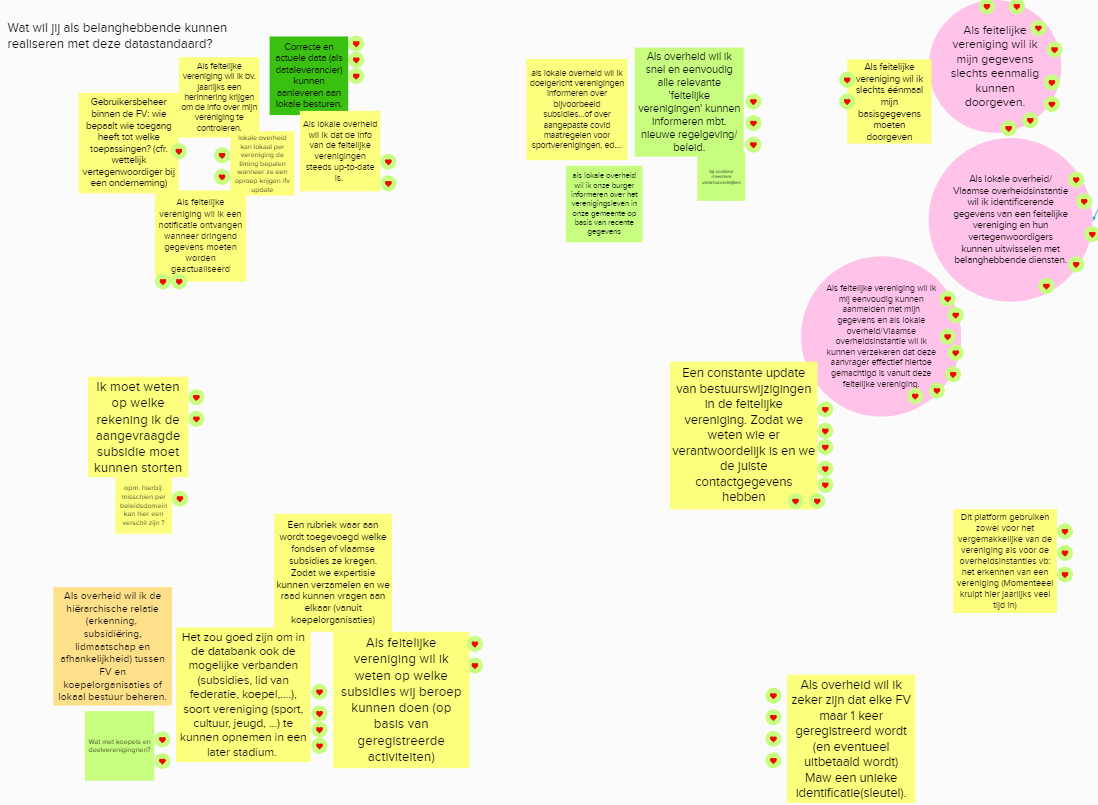 Wat wil jij als belanghebbende kunnen
realiseren met deze datastandaard?
Correcte en
actuele data (als
dataleverancier)
kunnen
aanleveren aan
lokale besturen.
Als feitelijke
vereniging wil ik bv.
jaarlijks een
herinnering krijgen
om de info over mijn
vereniging te
controleren.
Gebruikersbeheer
binnen de FV: wie
bepaalt wie toegang
heeft tot welke
toepassingen? (cfr.
wettelijk
vertegenwoordiger bij
een onderneming)
lokale overheid
kan lokaal per
vereniging de
timing bepalen
wanneer ze een
oproep krijgen ifv
update
Als lokale overheid
wil ik dat de info
van de feitelijke
verenigingen
steeds up-to-date
is.
Als feitelijke
vereniging wil ik een
notificatie ontvangen
wanneer dringend
gegevens moeten
worden
geactualiseerd
als lokale overheid wil ik
doelgericht verenigingen
informeren over
bijvoorbeeld
subsidies...of over
aangepaste covid
maatregelen voor
sportverenigingen, ed....
Als overheid wil ik
snel en eenvoudig
alle relevante
'feitelijke
verenigingen' kunnen
informeren mbt.
nieuwe regelgeving/
beleid.
bij voorkeur
meerdere
verantwoordelijken
als lokale overheid
wil ik onze burger
informeren over het
verenigingsleven in
onze gemeente op
basis van recente
gegevens
Als feijelijke
vereniging wil ik
slechts éénmaal
mijn
basisgegevens
moeten
doorgeven
Als feitelijke
vereniging wil ik
mijn gegevens
slechts eenmalig
kunnen
doorgeven.
Als lokale overheid/
Vlaamse overheidsinstantie
wil ik identificerende
gegevens van een feitelijke
vereniging en hun
vertegenwoordigers
kunnen uitwisselen met
belanghebbende diensten.
Als feitelijke vereniging wil ik
mij eenvoudig kunnen
aanmelden met mijn
gegevens en als lokale
overheid/Vlaamse
overheidsinstantie wil ik
kunnen verzekeren dat deze
aanvrager effectief hiertoe
gemachtigd is vanuit deze
feitelijke vereniging.
Een constante update
van bestuurswijzigingen
in de feitelijke
vereniging. Zodat we
weten wie er
verantwoordelijk is en we
de juiste
contactgegevens
hebben
Ik moet weten
op welke
rekening ik de
aangevraagde
subsidie moet
kunnen storten
opm. hierbij:
misschien per
beleidsdomein
kan hier een
verschil zijn ?
Dit platform gebruiken
zowel voor het
vergemakkelijke van de
vereniging als voor de
overheidsinstanties vb:
het erkennen van een
vereniging (Momenteeel
kruipt hier jaarlijks veel
tijd in)
Een rubriek waar aan
wordt toegevoegd welke
fondsen of vlaamse
subsidies ze kregen.
Zodat we expertisie
kunnen verzamelen en we
raad kunnen vragen aan
elkaar (vanuit
koepelorganisaties)
Als overheid wil ik de
hiërarchische relatie
(erkenning,
subsidiëring,
lidmaatschap en
afhankelijkheid) tussen
FV en
koepelorganisaties of
lokaal bestuur beheren.
Het zou goed zijn om in
de databank ook de
mogelijke verbanden
(subsidies, lid van
federatie, koepel,....),
soort vereniging (sport,
cultuur, jeugd, ...) te
kunnen opnemen in een
later stadium.
Als feitelijke
vereniging wil ik
weten op welke
subsidies wij beroep
kunnen doen (op
basis van
geregistreerde
activiteiten)
Wat met koepels en
deelverenigingnen?
Als overheid wil ik
zeker zijn dat elke FV
maar 1 keer
geregistreerd wordt
(en eventueel
uitbetaald wordt)
Maw een unieke
identificatie(sleutel).